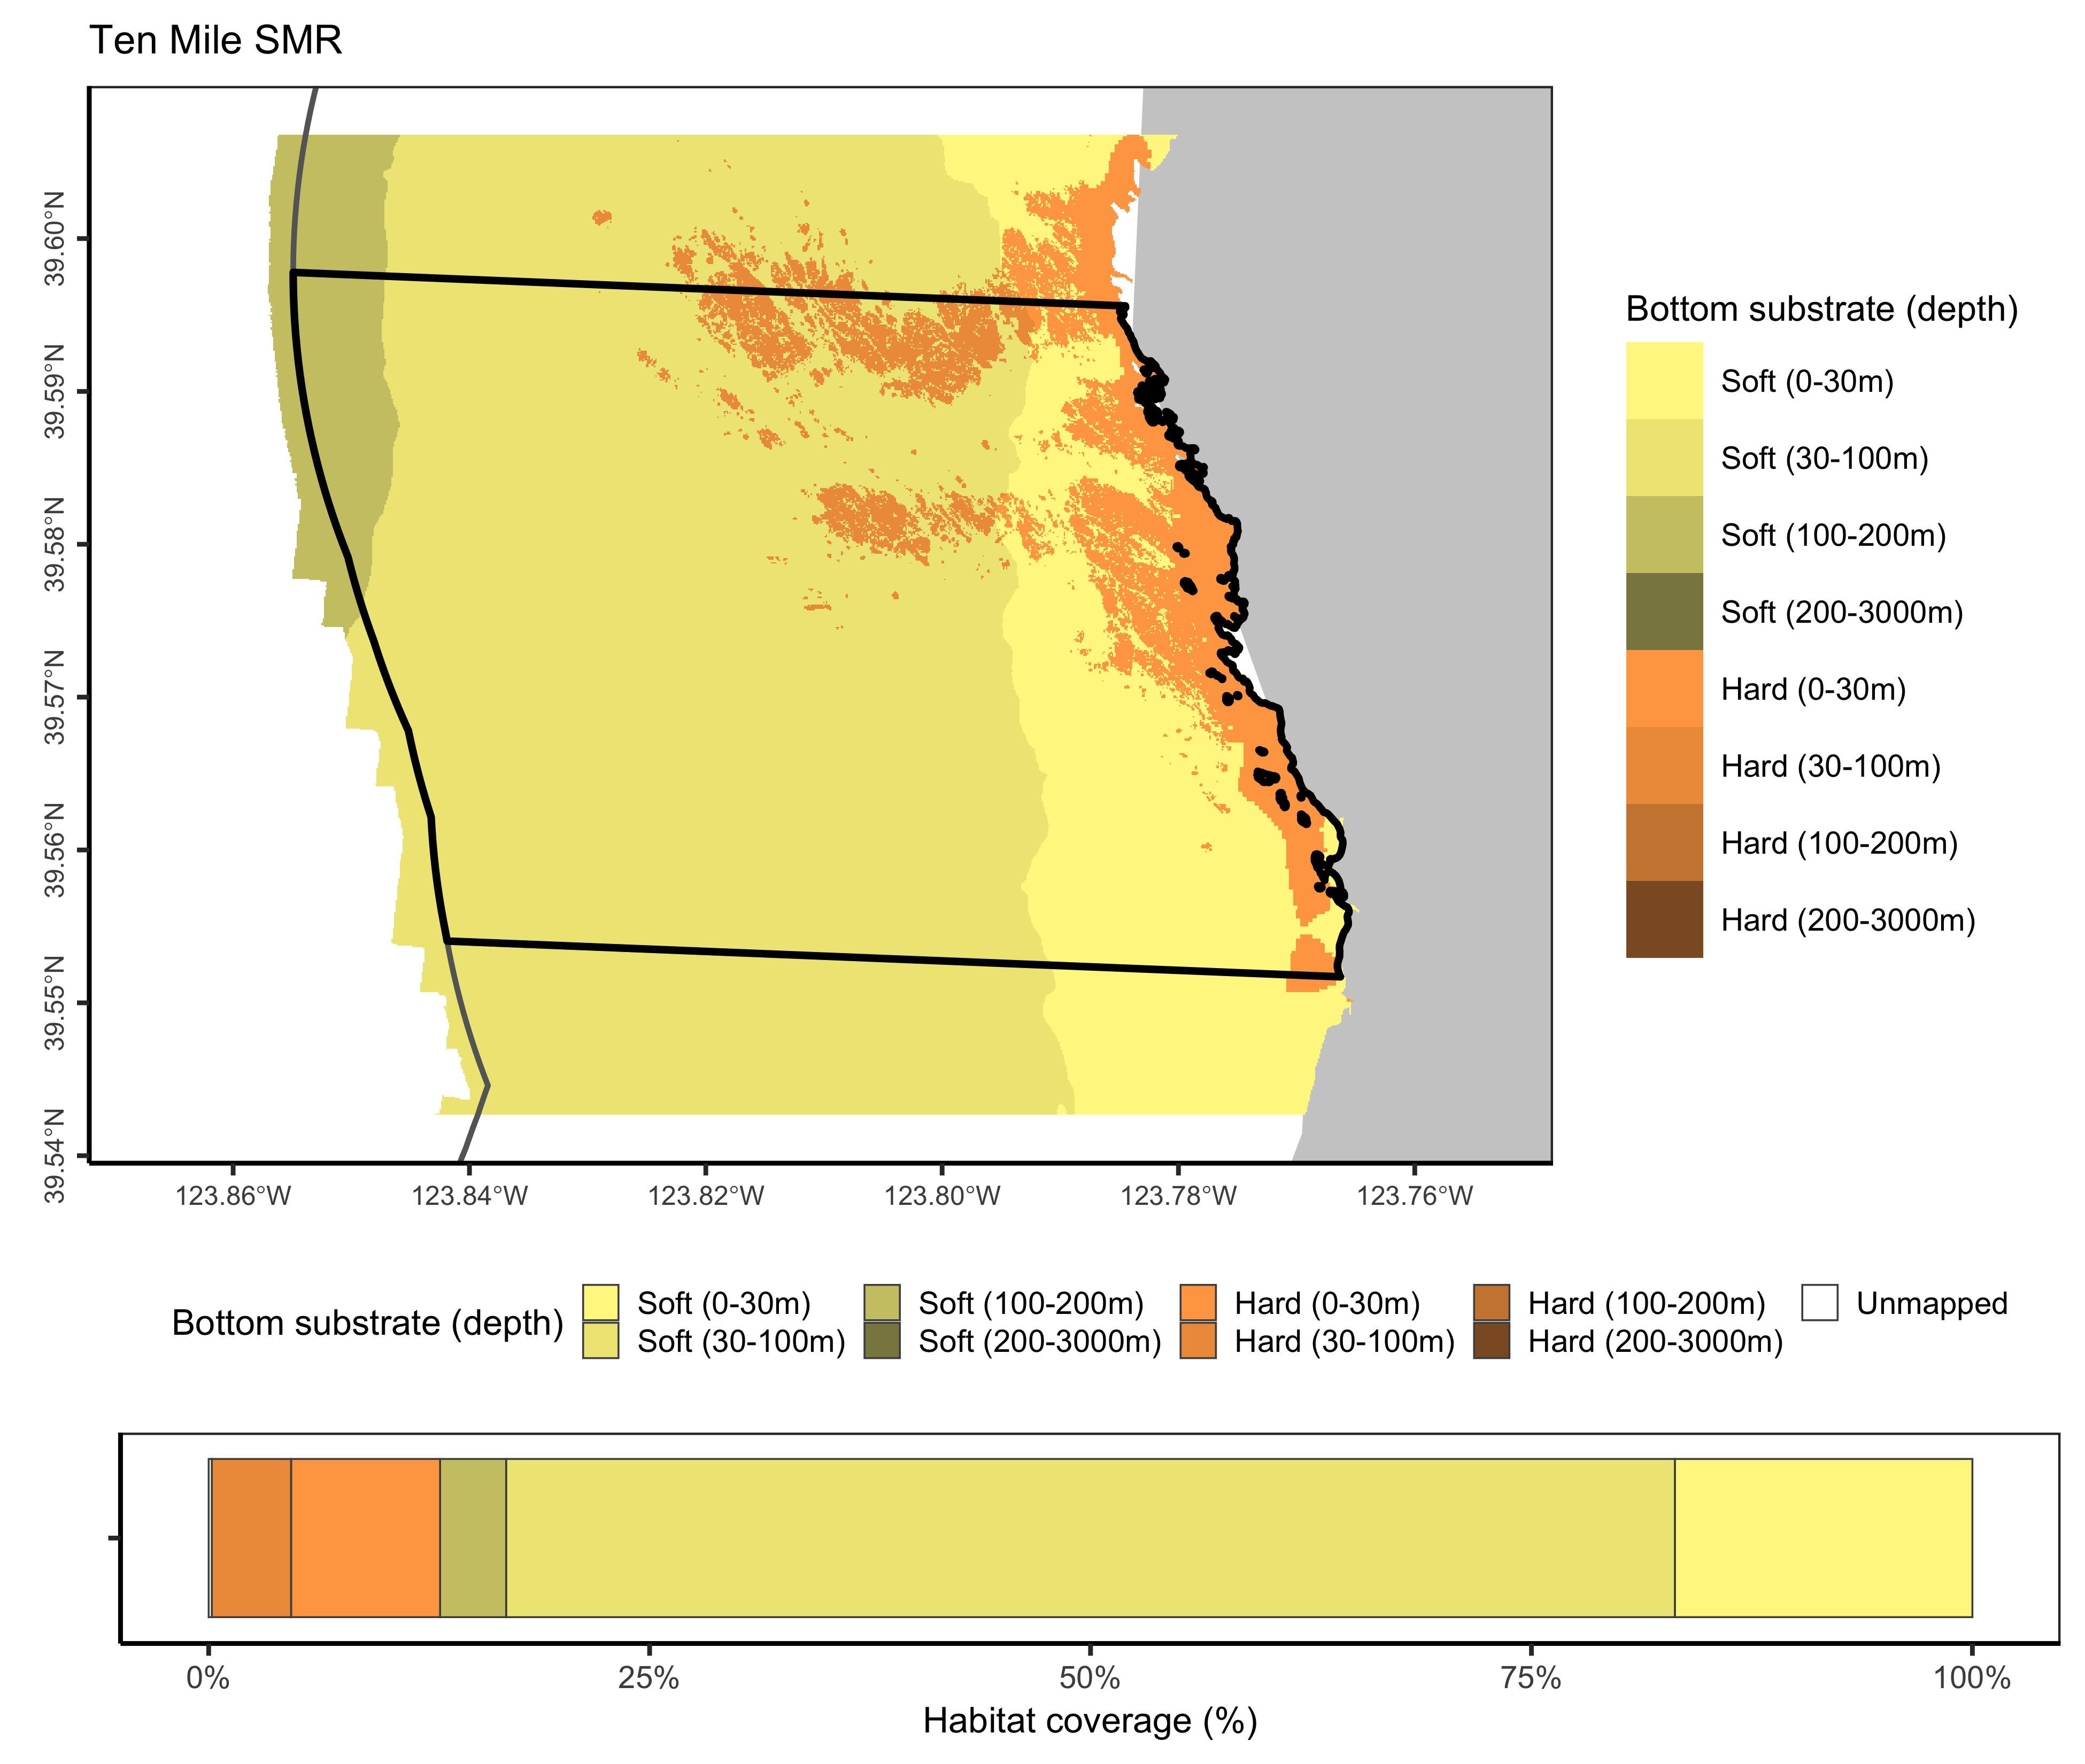 Ten Mile SMR
39.60°N
39.59°N
39.58°N
39.57°N
39.56°N
39.55°N
39.54°N
123.86°W 123.84°W 123.82°W 123.80°W 123.78°W 123.76°W
Bottom substrate (depth)
Soft (0-30m)
Soft (30-100m)
Soft (100-200m)
Soft (200-3000m)
Hard (0-30m)
Hard (30-100m)
Hard (100-200m)
Hard (200-3000m)
Bottom substrate (depth)
Soft (0-30m) Soft (100-200m) Hard (0-30m) Hard (100-200m) Unmapped
Soft (30-100m) Soft (200-3000m) Hard (30-100m) Hard (200-3000m)
0% 25% 50% 75% 100%
Habitat coverage (%)